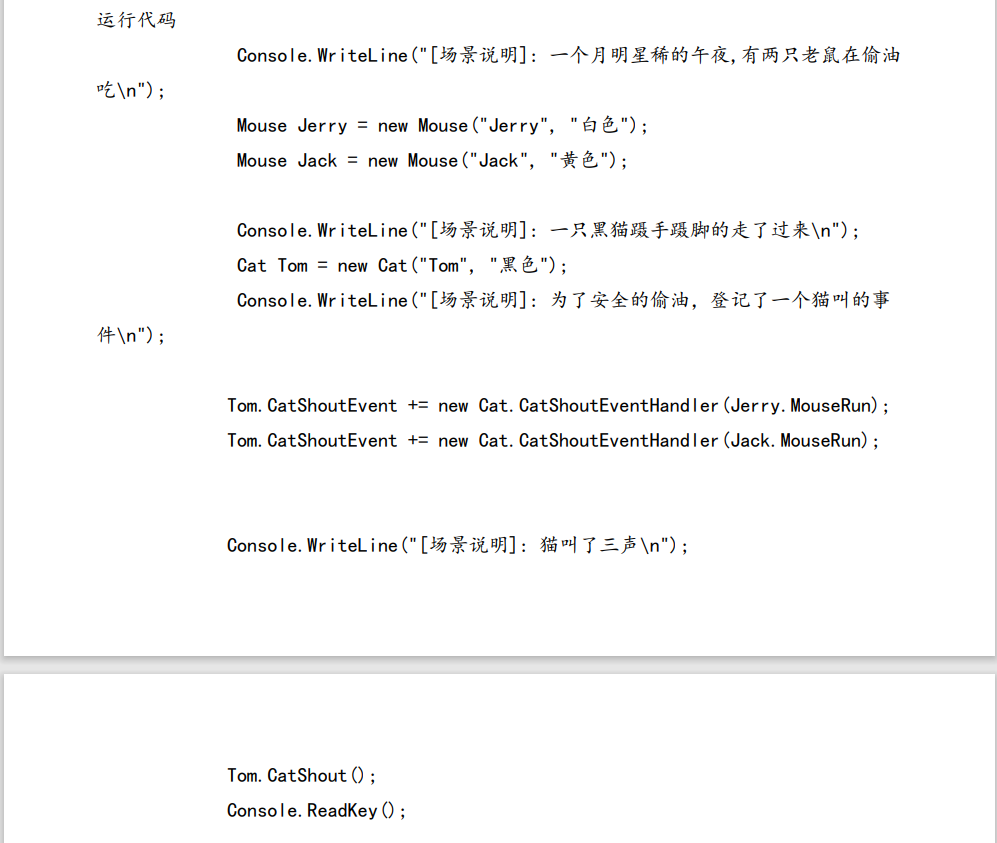 运行代码
Console.WriteLine("[场景说明]: 一个月明星稀的午夜,有两只老鼠在偷油
吃\n");
Mouse Jerry = new Mouse("Jerry", "白色");
Mouse Jack = new Mouse("Jack", "黄色");
Console.WriteLine("[场景说明]: 一只黑猫蹑手蹑脚的走了过来\n");
Cat Tom = new Cat("Tom", "黑色");
Console.WriteLine("[场景说明]: 为了安全的偷油，登记了一个猫叫的事
件\n");
Tom.CatShoutEvent += new Cat.CatShoutEventHandler(Jerry.MouseRun);
Tom.CatShoutEvent += new Cat.CatShoutEventHandler(Jack.MouseRun);
Console.WriteLine("[场景说明]: 猫叫了三声\n");
Tom.CatShout();
Console.ReadKey();